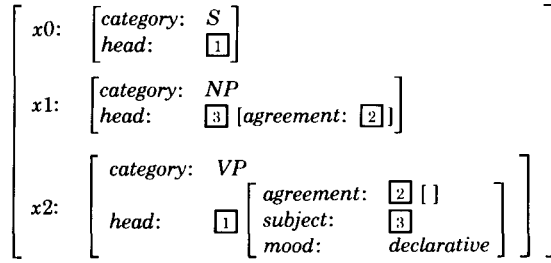 x0: category: S
head: 1
x1: category: NP
head: 3 [agreement: 2]
x2: category: VP
agreement: 2 [ ]
head: 1 subject: 3
mood: declarative